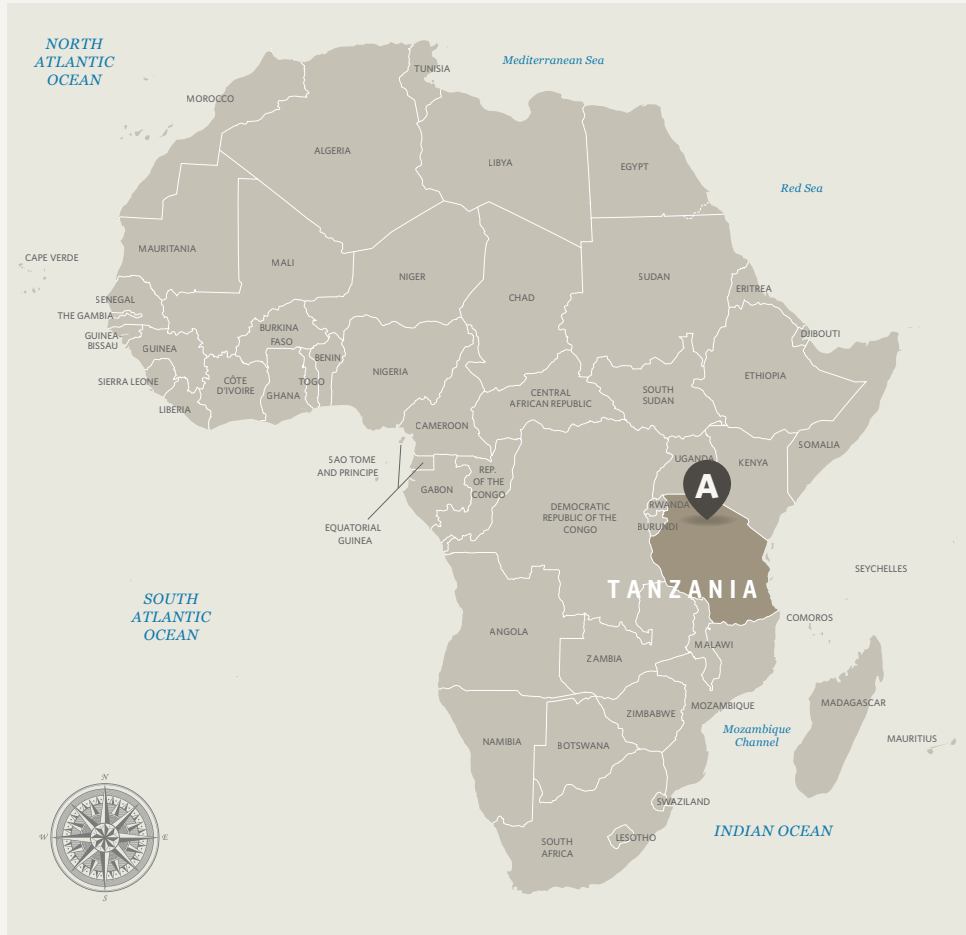 NORTH
ATLANTIC
OCEAN
Mediterranean Sea
TUNISIA
MOROCCO
ALGERIA
LIBYA
EGYPT
Red Sea
CAPE VERDE
MAURITANIA
MALI
NIGER
CHAD
SUDAN
ERITREA
SENEGAL
THE GAMBIA
GUINEA-
BISSAU
GUINEA
BURKINA
FASO
BENIN
DJIBOUTI
SIERRA LEONE
CÔTE
D'IVOIRE
GHANA
TOGO
NIGERIA
CENTRAL
AFRICAN REPUBLIC
SOUTH
SUDAN
ETHIOPIA
LIBERIA
CAMEROON
SOMALIA
SAO TOME
AND PRINCIPE
UGANDA
KENYA
GABON
REP.
OF THE
CONGO
A
RWANDA
DEMOCRATIC
REPUBLIC OF THE
CONGO
BURUNDI
EQUATORIAL
GUINEA
SEYCHELLES
TANZANIA
SOUTH
ATLANTIC
OCEAN
COMOROS
ANGOLA
MALAWI
ZAMBIA
MADAGASCAR
MOZAMBIQUE
ZIMBABWE
Mozambique
Channel
MAURITIUS
NAMIBIA
BOTSWANA
SWAZILAND
INDIAN OCEAN
LESOTHO
SOUTH
AFRICA
N
W
E
S